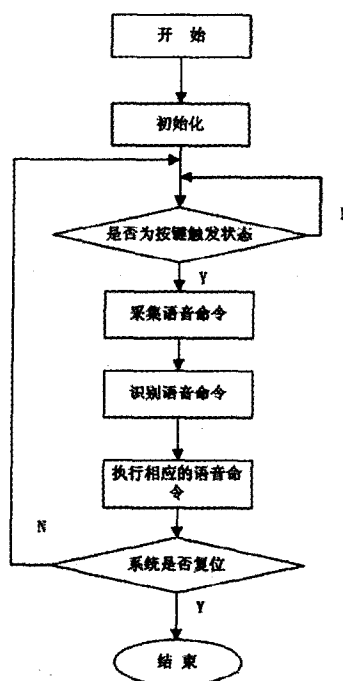 开 始
初始化
是否为按键触发状态
Y
采集语音命令
识别语音命令
执行相应的语音命
令
N
系统是否复位
Y
结 束